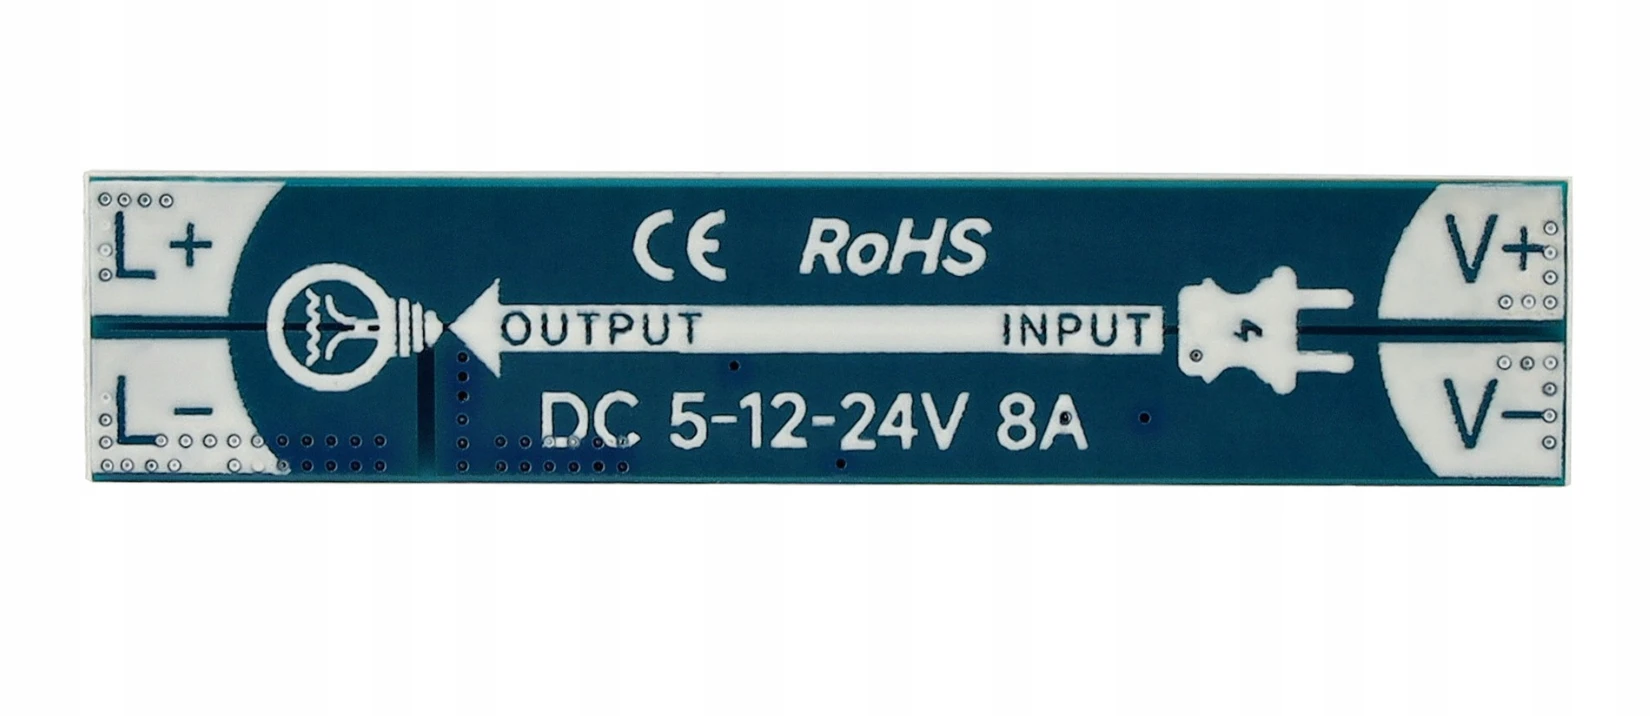 L+
CE RoHS
V+
OUTPUT INPUT
L-
DC 5-12-24V 8A
V-